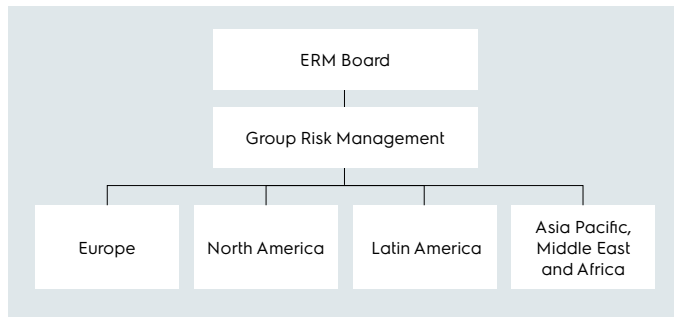 ERM Board
Group Risk Management
Europe
North America
Latin America
Asia Pacific,
Middle East
and Africa